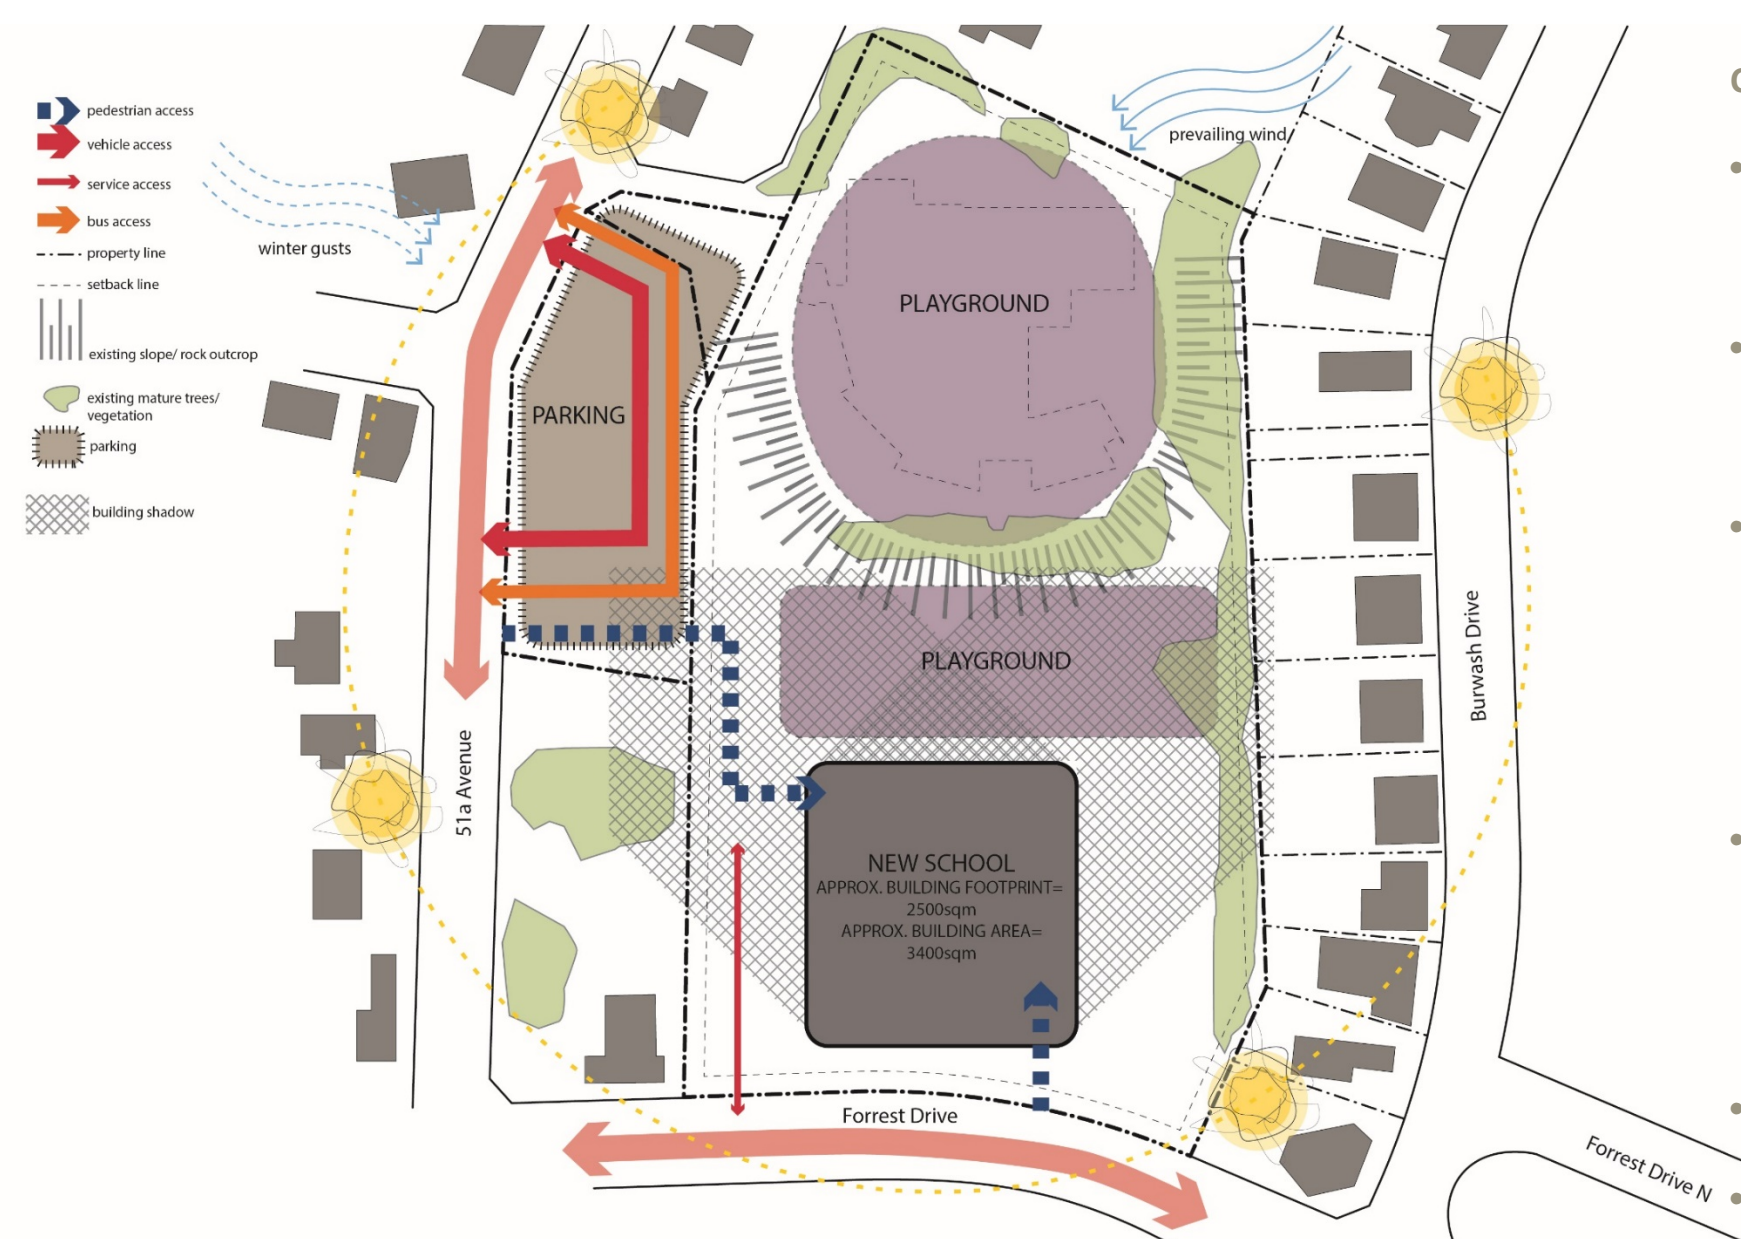 pedestrian access
vehicle access
service access
bus access
property line
setback line
existing slope/ rock outcrop
existing mature trees/
vegetation
parking
building shadow
winter gusts
prevailing wind
PLAYGROUND
PARKING
PLAYGROUND
51a Avenue
Burwash Drive
NEW SCHOOL
APPROX. BUILDING FOOTPRINT=
2500sqm
APPROX. BUILDING AREA=
3400sqm
Forrest Drive
Forrest Drive N